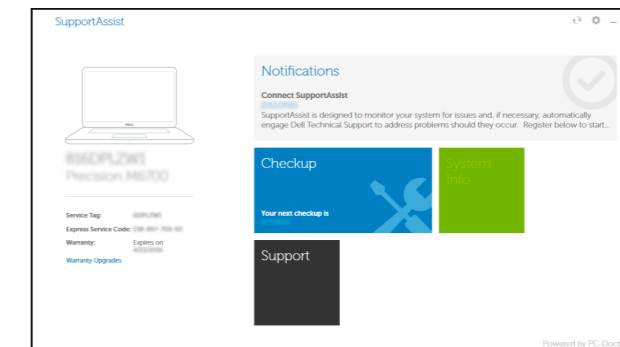 SupportAssist
Notifications
Connect SupportAssist
SupportAssist is designed to monitor your system for issues and, if necessary, automatically
engage Dell Technical Support to address problems should they occur. Register below to start...
Precision M6700
Checkup
System
Info
Your next checkup is
Service Tag:
Express Service Code:
Warranty: Expires on
Warranty Upgrades
Support
Powered by PC-Doct